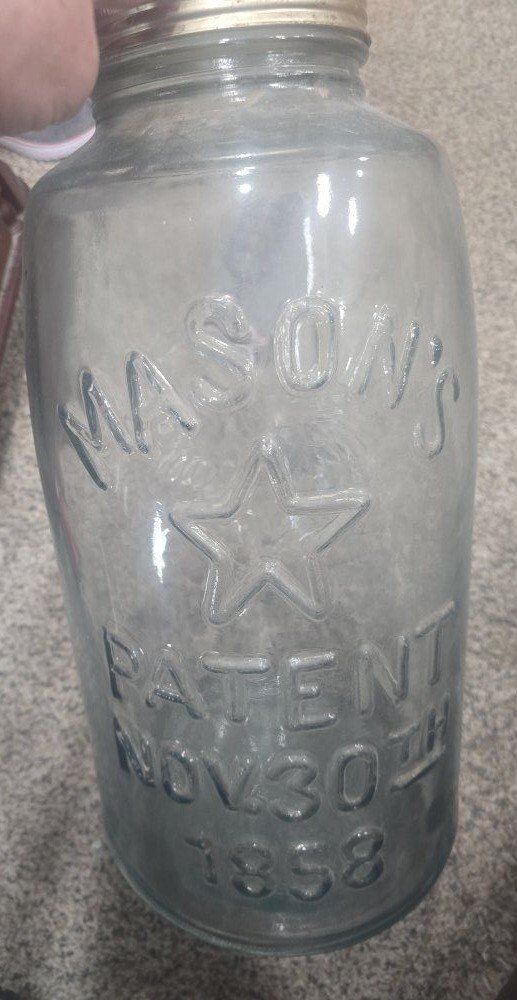 MASON'S
PATENT
NOV.30TH
1858